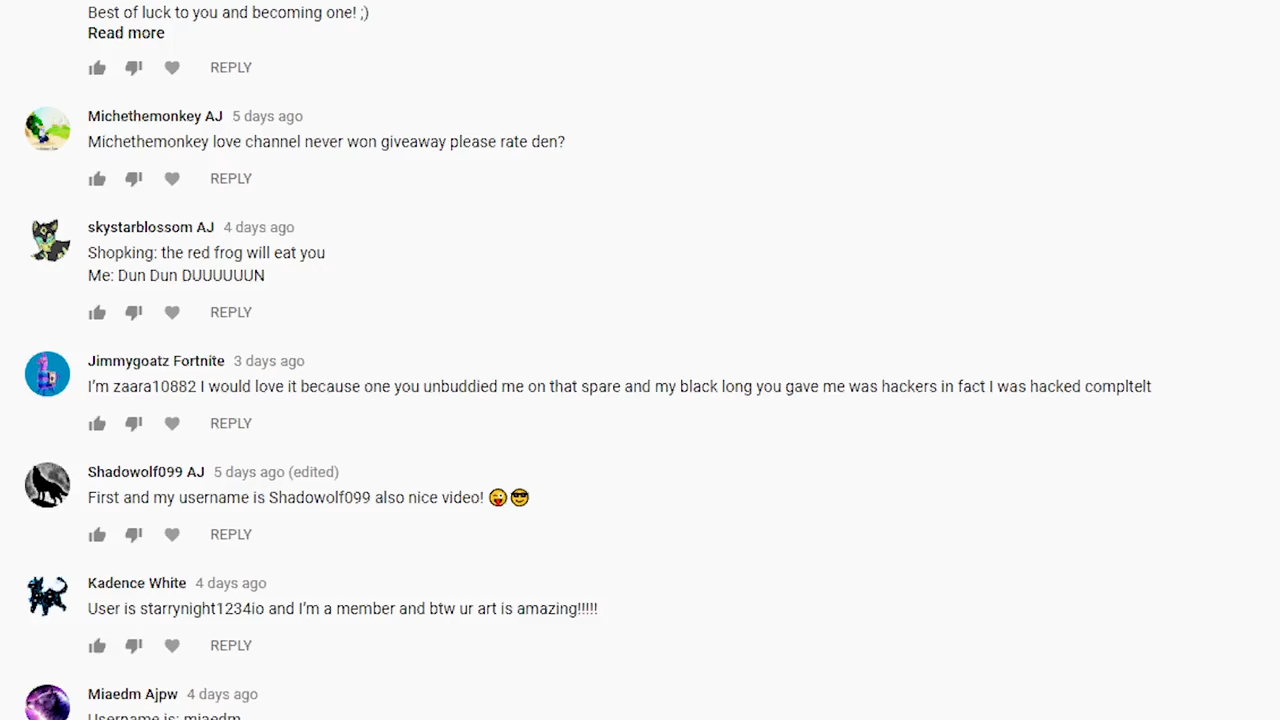 Best of luck to you and becoming one! ;)
Read more
REPLY
Michethemonkey AJ 5 days ago
Michethemonkey love channel never won giveaway please rate den?
REPLY
skystarblossom AJ 4 days ago
Shopking: the red frog will eat you
Me: Dun Dun DUUUUUUN
REPLY
Jimmygoatz Fortnite 3 days ago
I'm zaara10882 I would love it because one you unbuddied me on that spare and my black long you gave me was hackers in fact I was hacked compltelt
REPLY
Shadowolf099 AJ 5 days ago (edited)
First and my username is Shadowolf099 also nice video! 😜😎
REPLY
Kadence White 4 days ago
User is starrynight1234io and I'm a member and btw ur art is amazing!!!!!
REPLY
Miaedm Ajpw 4 days ago
Username is: miaedm